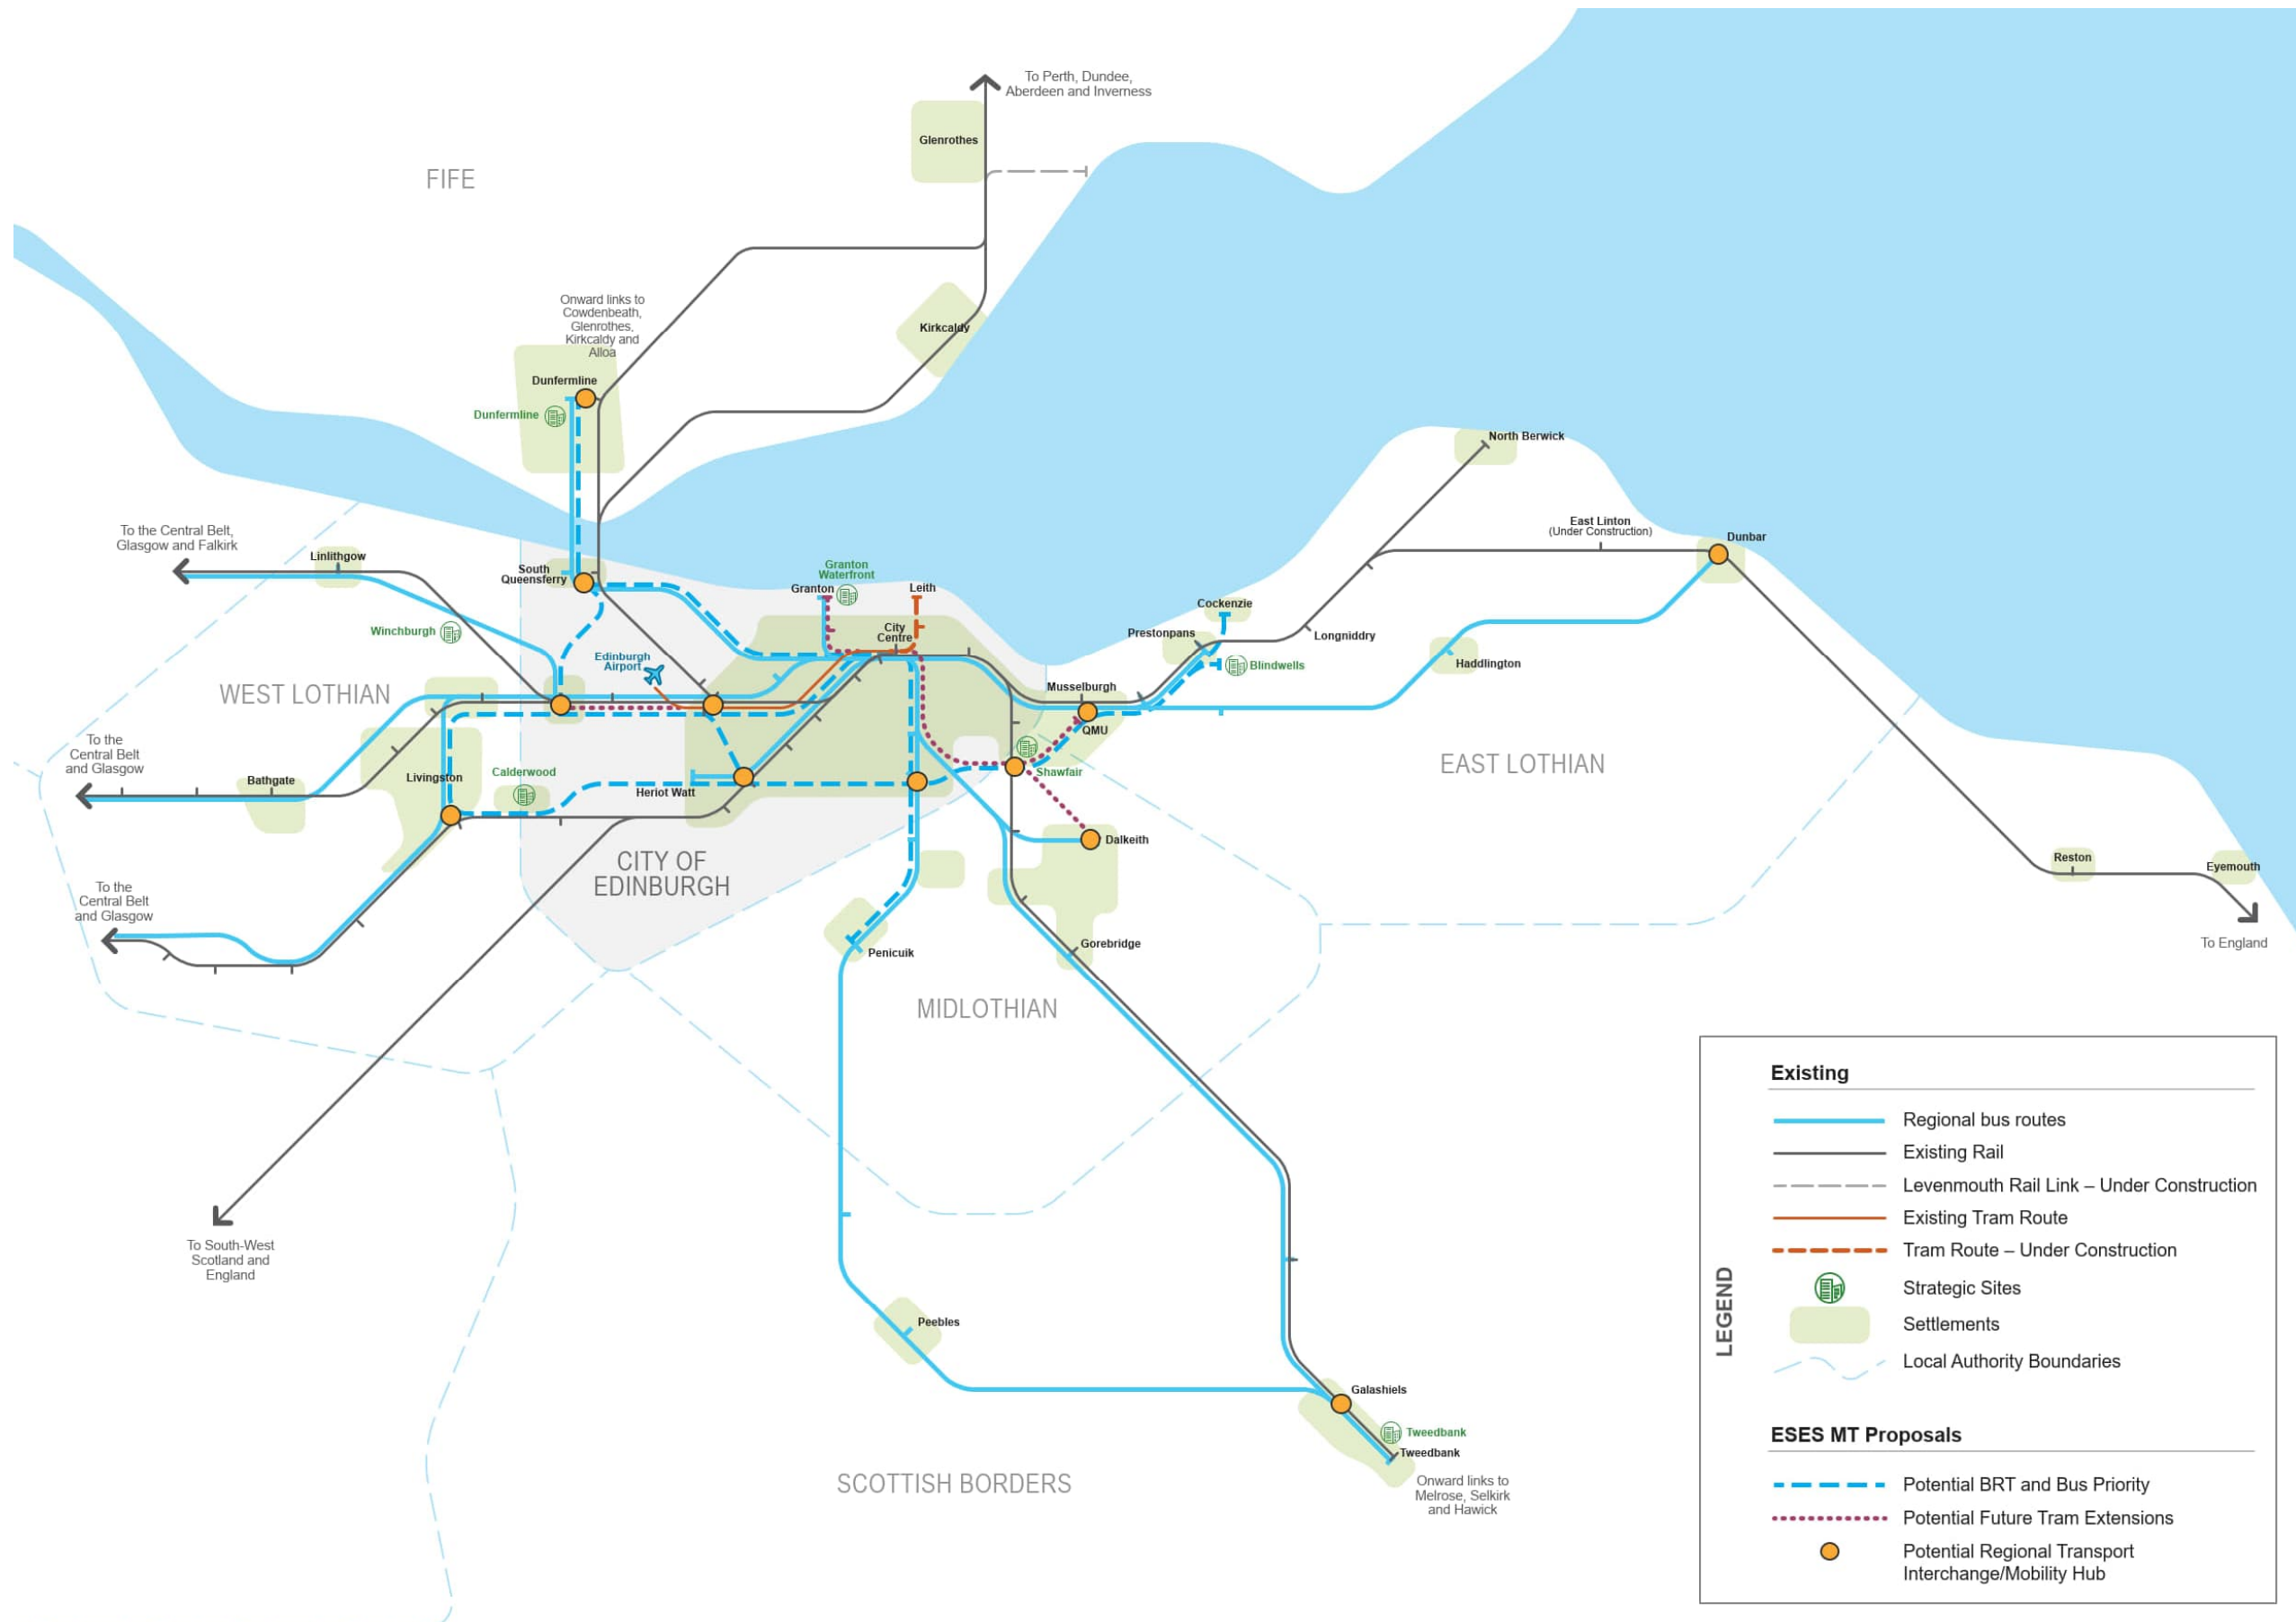 To Perth, Dundee,
Aberdeen and Inverness
Glenrothes
FIFE
Onward links to
Cowdenbeath,
Glenrothes,
Kirkcaldy and
Alloa
Kirkcaldy
Dunfermline
Dunfermline
North Berwick
To the Central Belt,
Glasgow and Falkirk
Linlithgow
South
Queensferry
Granton
Waterfront
Granton
Leith
East Linton
(Under Construction)
Dunbar
Winchburgh
City
Centre
Cockenzie
Prestonpans
Longniddry
Edinburgh
Airport
Blindwells
Haddlington
WEST LOTHIAN
Musselburgh
QMU
To the
Central Belt
and Glasgow
Bathgate
Livingston
Calderwood
Heriot Watt
Shawfair
EAST LOTHIAN
Dalkeith
CITY OF
EDINBURGH
To the
Central Belt
and Glasgow
Reston
Eyemouth
To England
Penicuik
Gorebridge
MIDLOTHIAN
To South-West
Scotland and
England
Peebles
Galashiels
Tweedbank
Tweedbank
Onward links to
Melrose, Selkirk
and Hawick
SCOTTISH BORDERS
LEGEND
Existing
Regional bus routes
Existing Rail
Levenmouth Rail Link – Under Construction
Existing Tram Route
Tram Route – Under Construction
Strategic Sites
Settlements
Local Authority Boundaries
ESES MT Proposals
Potential BRT and Bus Priority
Potential Future Tram Extensions
Potential Regional Transport
Interchange/Mobility Hub